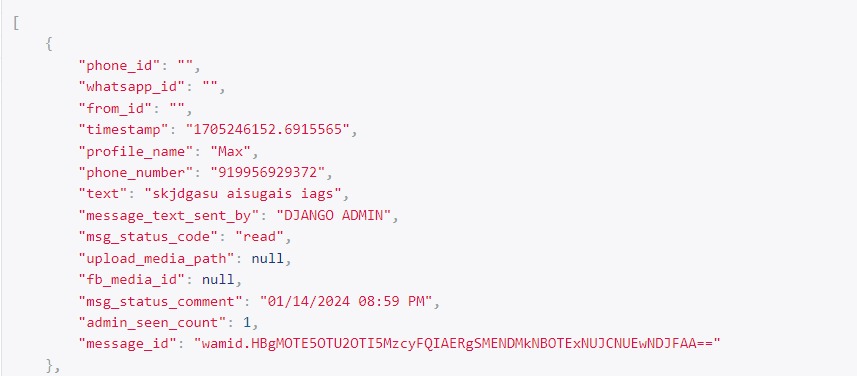 [
{
"phone_id": "",
"whatsapp_id": "",
"from_id": "",
"timestamp": "1705246152.6915565",
"profile_name": "Max",
"phone_number": "919956929372",
"text": "skjdgasu aisugais iags",
"message_text_sent_by": "DJANGO ADMIN",
"msg_status_code": "read",
"upload_media_path": null,
"fb_media_id": null,
"msg_status_comment": "01/14/2024 08:59 PM",
"admin_seen_count": 1,
"message_id": "wamid.HBgMOTE5OTU2OTI5MzcyFQIAERgSMENDMkNBOTExNUJCNUEwNDJFAA=="
},